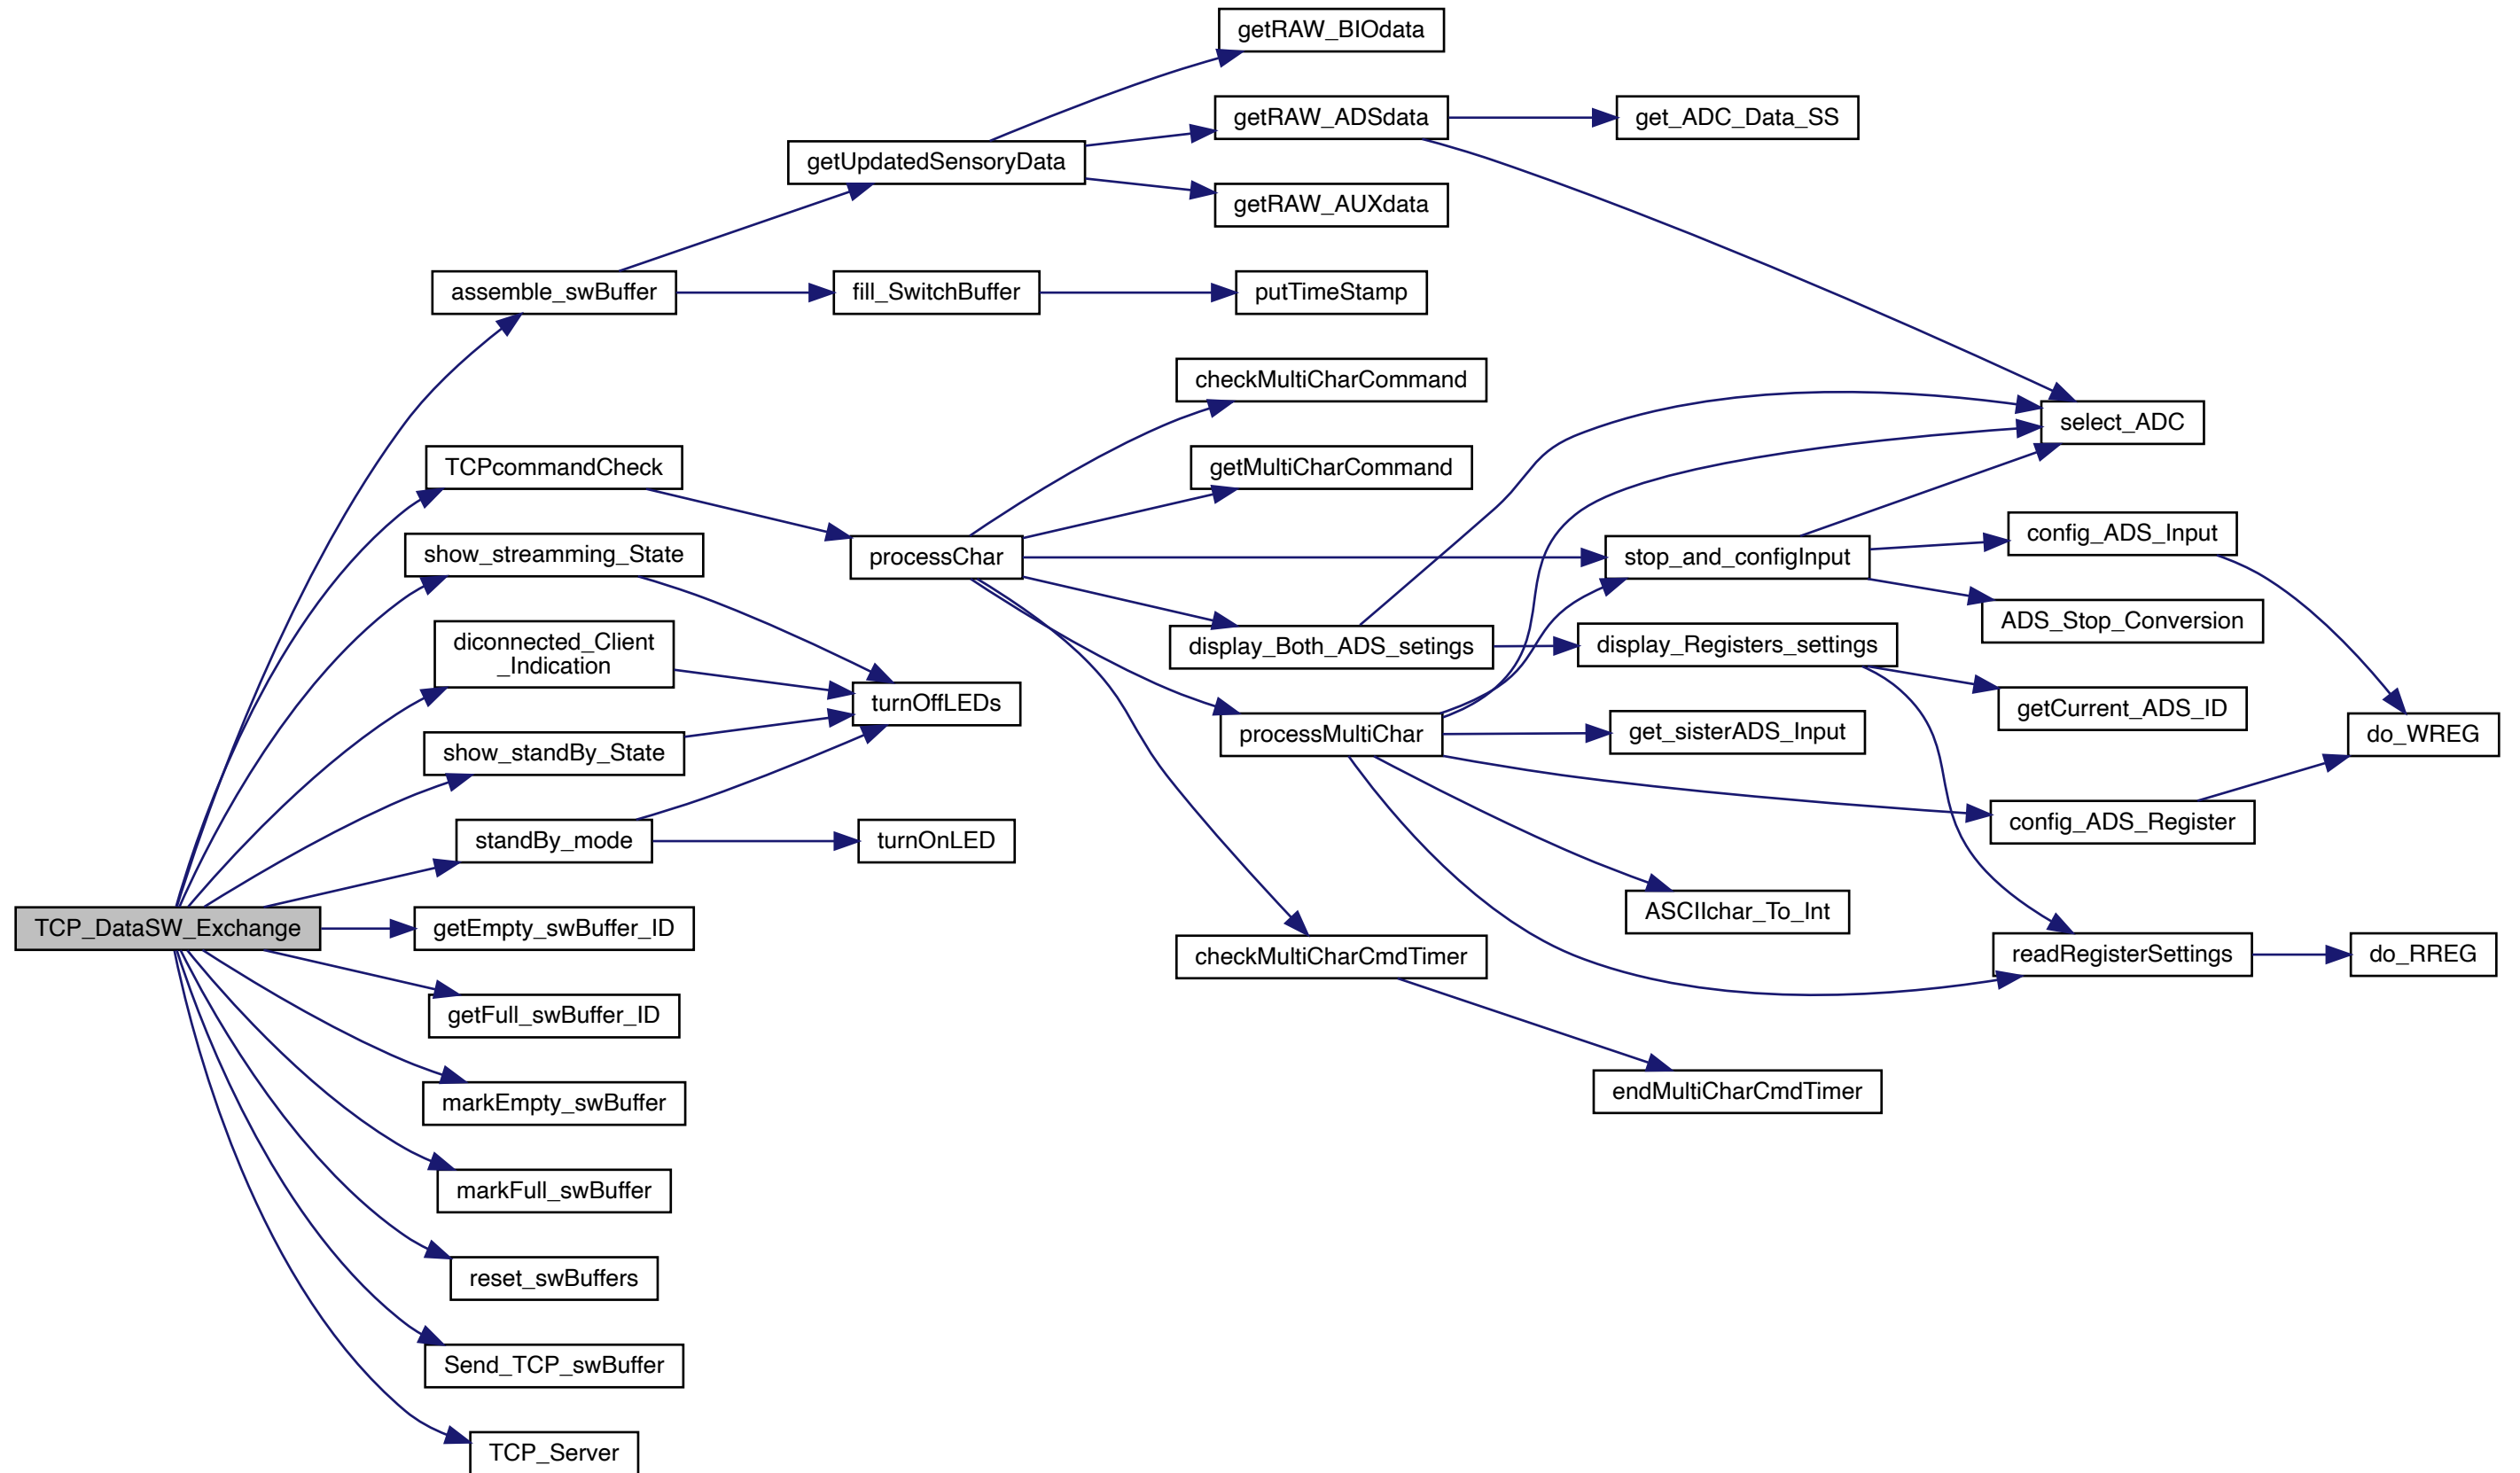 getRAW_BIOdata
getRAW_ADSdata
get_ADC_Data_SS
getUpdatedSensoryData
getRAW_AUXdata
assemble_swBuffer
fill_SwitchBuffer
putTimeStamp
checkMultiCharCommand
select_ADC
TCPcommandCheck
getMultiCharCommand
show_streamming_State
processChar
stop_and_configInput
config_ADS_Input
ADS_Stop_Conversion
diconnected_Client
_Indication
display_Both_ADS_setings
display_Registers_settings
turnOffLEDs
getCurrent_ADS_ID
show_standBy_State
processMultiChar
get_sisterADS_Input
do_WREG
standBy_mode
turnOnLED
config_ADS_Register
TCP_DataSW_Exchange
getEmpty_swBuffer_ID
ASCIIchar_To_Int
checkMultiCharCmdTimer
readRegisterSettings
do_RREG
getFull_swBuffer_ID
markEmpty_swBuffer
endMultiCharCmdTimer
markFull_swBuffer
reset_swBuffers
Send_TCP_swBuffer
TCP_Server